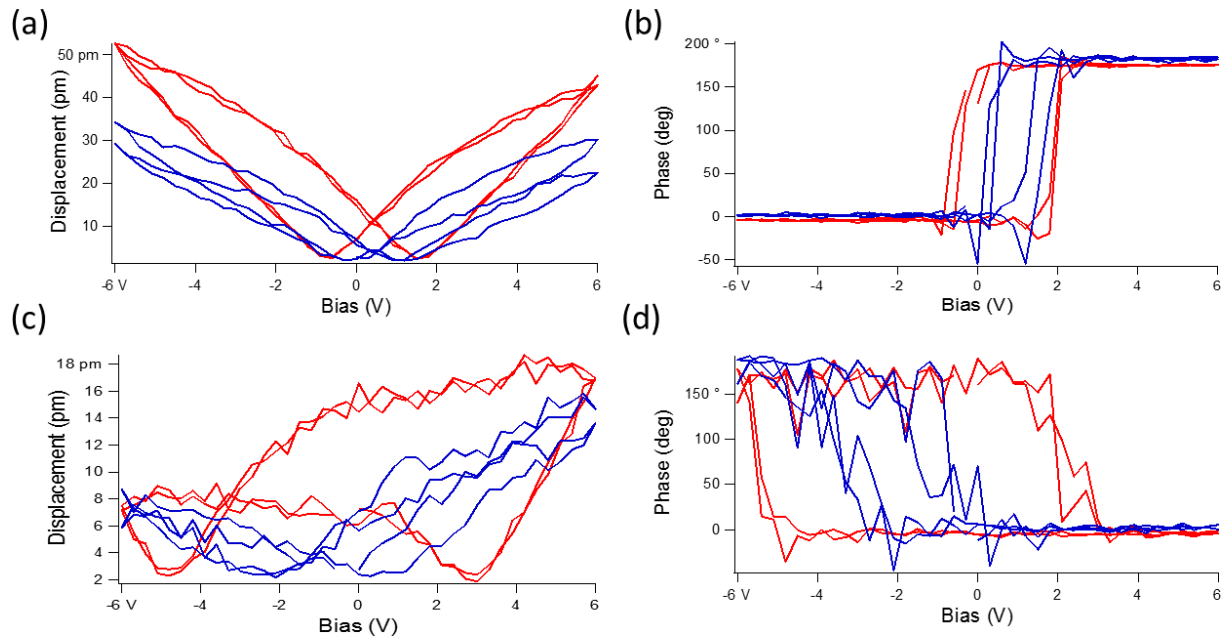 (a)
50 pm
40
30
20
10
Displacement (pm)
-6 V -4 -2 0 2 4 6
Bias (V)
(b)
200 °
150
100
50
0
-50
Phase (deg)
-6 V -4 -2 0 2 4 6
Bias (V)
(c)
18 pm
16
14
12
10
8
6
4
2
Displacement (pm)
-6 V -4 -2 0 2 4 6
Bias (V)
(d)
150 °
100
50
0
Phase (deg)
-6 V -4 -2 0 2 4 6
Bias (V)